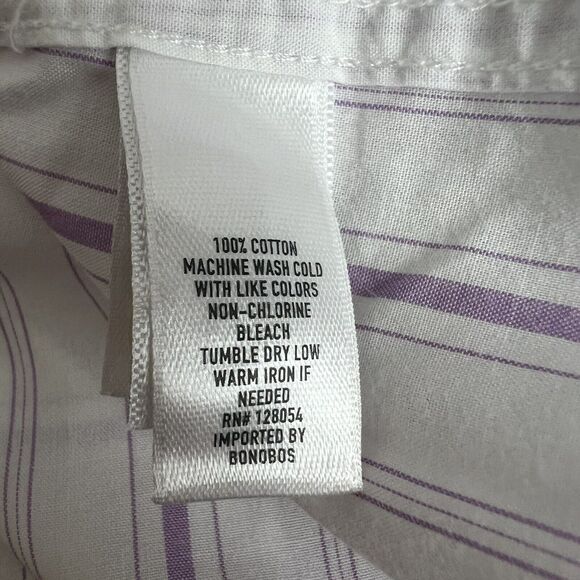 100% COTTON
MACHINE WASH COLD
WITH LIKE COLORS
NON-CHLORINE
BLEACH
TUMBLE DRY LOW
WARM IRON IF
NEEDED
RN# 128054
IMPORTED BY
BONOBOS